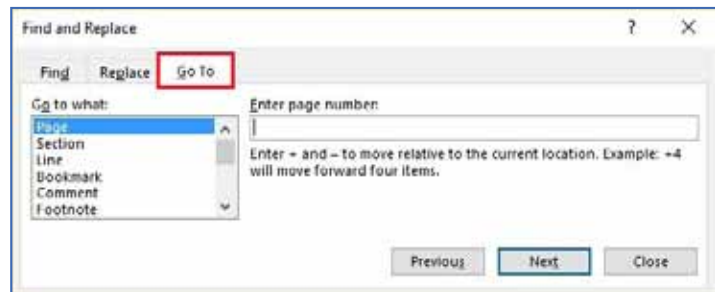 Find and Replace ? ×
Find Replace Go To
Go to what: Enter page number:
Page
Section
Line
Bookmark
Comment
Footnote
Enter + and – to move relative to the current location. Example: +4
will move forward four items.
Previous Next Close